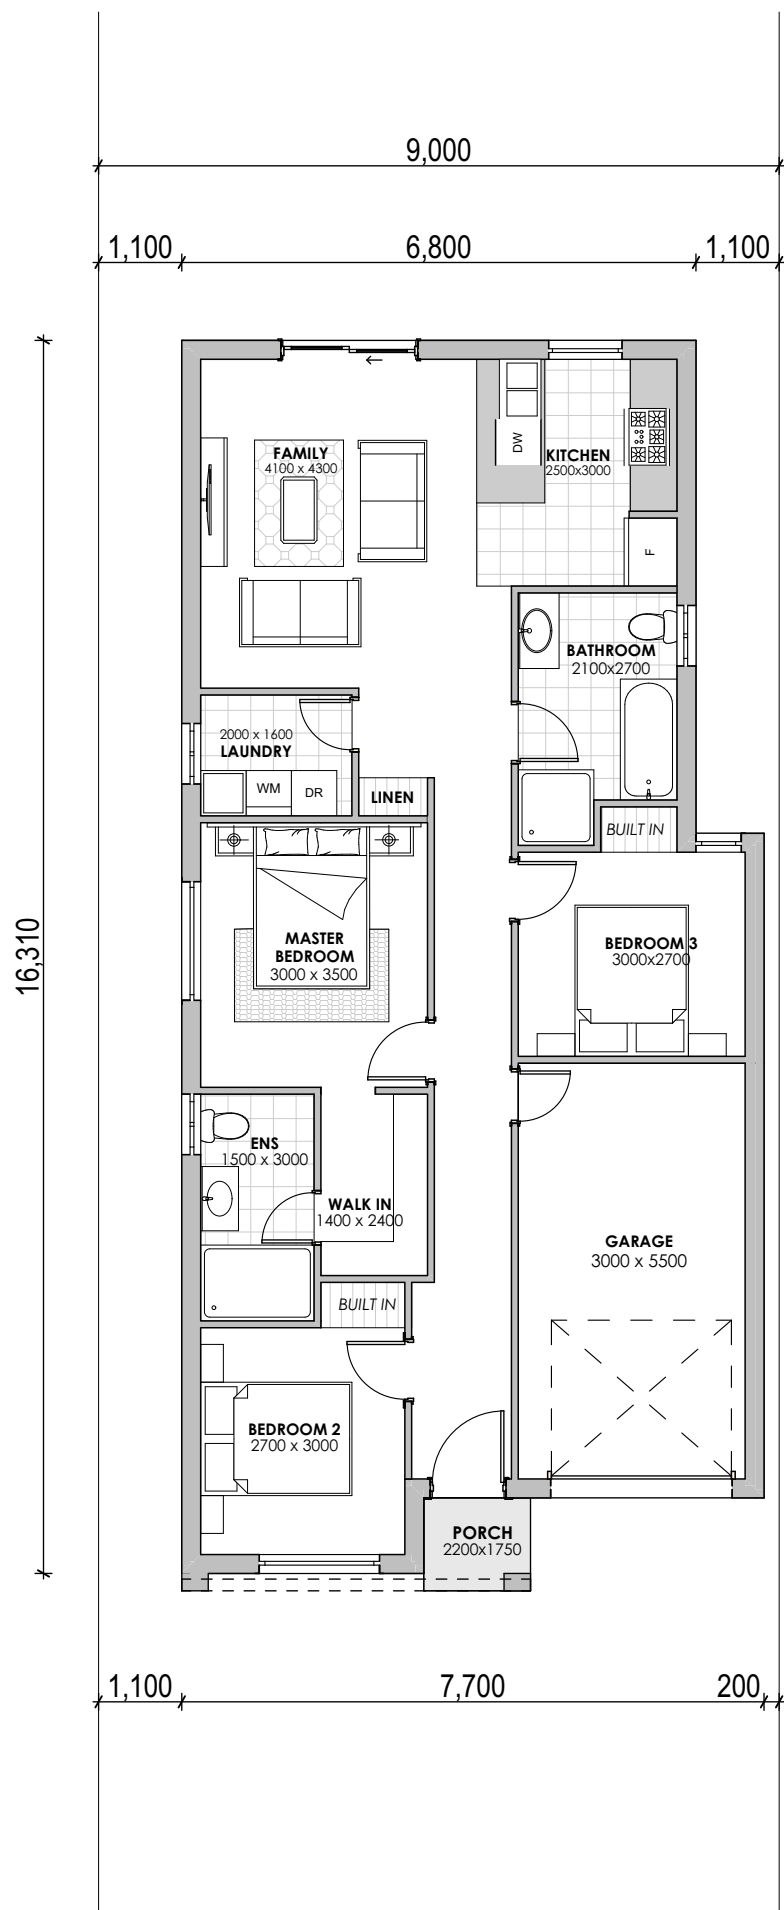 9,000
1,100
6,800
1,100
FAMILY
4100 x 4300
DW
KITCHEN
2500x3000
F
BATHROOM
2100x2700
2000 x 1600
LAUNDRY
WM
DR
LINEN
BUILT IN
MASTER
BEDROOM
3000 x 3500
BEDROOM 3
3000x2700
16,310
ENS
1500 x 3000
WALK IN
1400 x 2400
GARAGE
3000 x 5500
BUILT IN
BEDROOM 2
2700 x 3000
PORCH
2200x1750
1,100
7,700
200